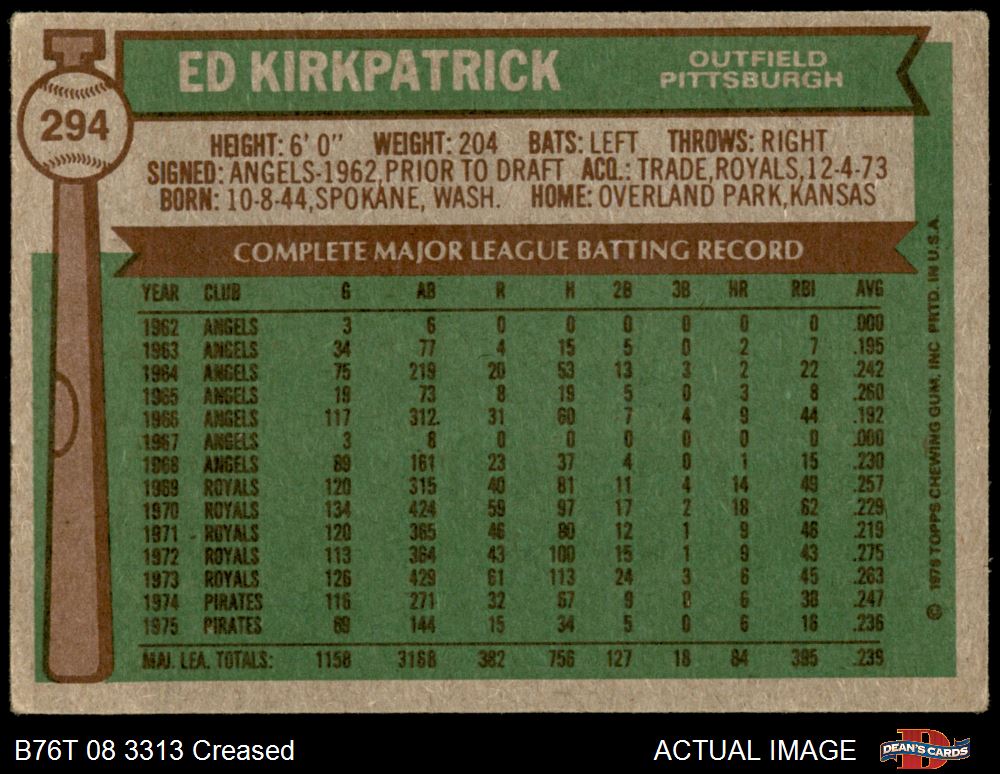 ED KIRKPATRICK
OUTFIELD
PITTSBURGH
294
HEIGHT: 6' 0" WEIGHT: 204 BATS: LEFT THROWS: RIGHT
SIGNED: ANGELS-1962,PRIOR TO DRAFT ACQ.: TRADE,ROYALS,12-4-73
BORN: 10-8-44,SPOKANE, WASH. HOME: OVERLAND PARK,KANSAS
COMPLETE MAJOR LEAGUE BATTING RECORD
YEAR CLUB G AB R H 2B 3B HR RBI AVG
1962 ANGELS 3 6 0 0 0 0 0 0 .000
1963 ANGELS 34 77 4 15 5 0 2 7 .195
1964 ANGELS 75 219 20 53 13 3 2 22 .242
1965 ANGELS 19 73 8 19 5 0 3 8 .260
1966 ANGELS 117 312 31 60 7 4 9 44 .192
1967 ANGELS 3 8 0 0 0 0 0 0 .000
1968 ANGELS 89 161 23 37 4 0 1 15 .230
1969 ROYALS 120 315 40 81 11 4 14 49 .257
1970 ROYALS 134 424 59 97 17 2 18 62 .229
1971 ROYALS 120 365 46 80 12 1 9 46 .219
1972 ROYALS 113 364 43 100 15 1 9 43 .275
1973 ROYALS 126 429 61 113 24 3 6 45 .263
1974 PIRATES 116 271 32 67 9 0 6 38 .247
1975 PIRATES 89 144 15 34 5 0 6 16 .236
MAJ. LEA. TOTALS: 1158 3168 382 756 127 18 84 395 .239
© 1976 TOPPS CHEWING GUM, INC PRTD. IN U.S.A.
B76T 08 3313 Creased
ACTUAL IMAGE
DEAN'S CARDS